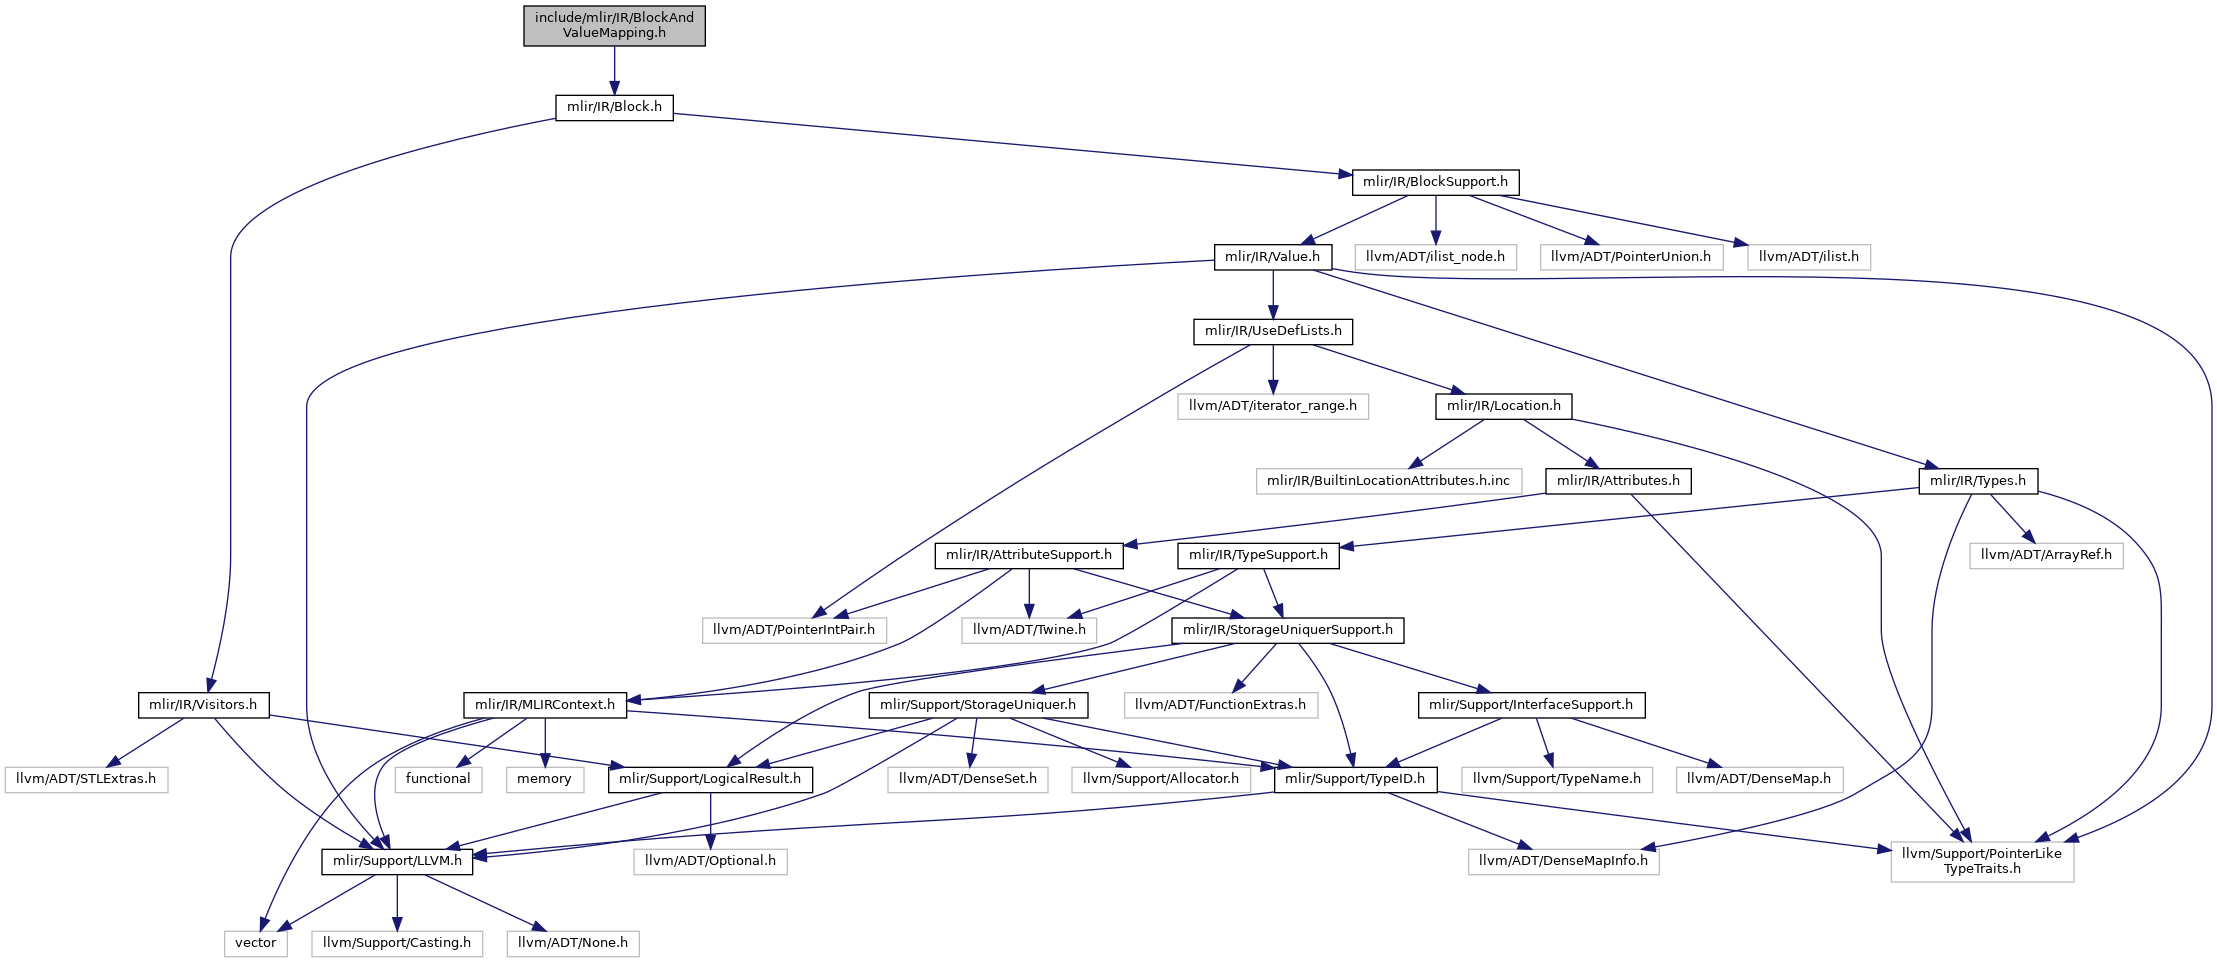 include/mlir/IR/BlockAnd
ValueMapping.h
mlir/IR/Block.h
mlir/IR/BlockSupport.h
mlir/IR/Value.h
llvm/ADT/ilist_node.h
llvm/ADT/PointerUnion.h
llvm/ADT/ilist.h
mlir/IR/UseDefLists.h
llvm/ADT/iterator_range.h
mlir/IR/Location.h
mlir/IR/BuiltinLocationAttributes.h.inc
mlir/IR/Attributes.h
mlir/IR/Types.h
mlir/IR/AttributeSupport.h
mlir/IR/TypeSupport.h
llvm/ADT/ArrayRef.h
llvm/ADT/PointerIntPair.h
llvm/ADT/Twine.h
mlir/IR/StorageUniquerSupport.h
mlir/IR/Visitors.h
mlir/IR/MLIRContext.h
mlir/Support/StorageUniquer.h
llvm/ADT/FunctionExtras.h
mlir/Support/InterfaceSupport.h
llvm/ADT/STLExtras.h
functional
memory
mlir/Support/LogicalResult.h
llvm/ADT/DenseSet.h
llvm/Support/Allocator.h
mlir/Support/TypeID.h
llvm/Support/TypeName.h
llvm/ADT/DenseMap.h
mlir/Support/LLVM.h
llvm/ADT/Optional.h
llvm/ADT/DenseMapInfo.h
llvm/Support/PointerLike
TypeTraits.h
vector
llvm/Support/Casting.h
llvm/ADT/None.h